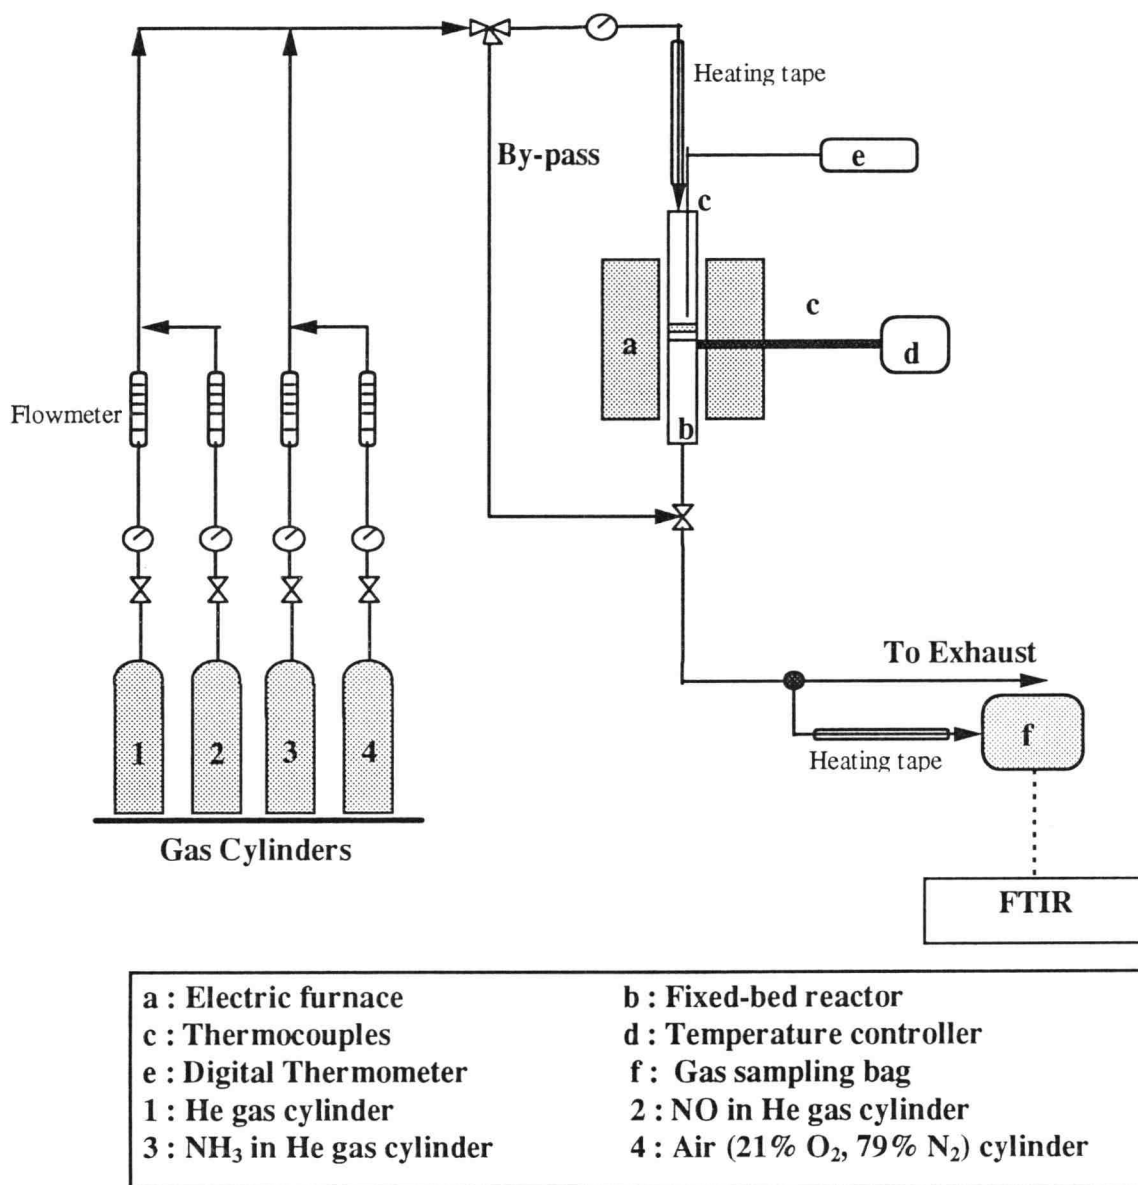 Heating tape
By-pass
e
c
c
a
d
Flowmeter
b
To Exhaust
1 2 3 4
f
Heating tape
Gas Cylinders
FTIR
a : Electric furnace b : Fixed-bed reactor
c : Thermocouples d : Temperature controller
e : Digital Thermometer f : Gas sampling bag
1 : He gas cylinder 2 : NO in He gas cylinder
3 : NH₃ in He gas cylinder 4 : Air (21% O₂, 79% N₂) cylinder